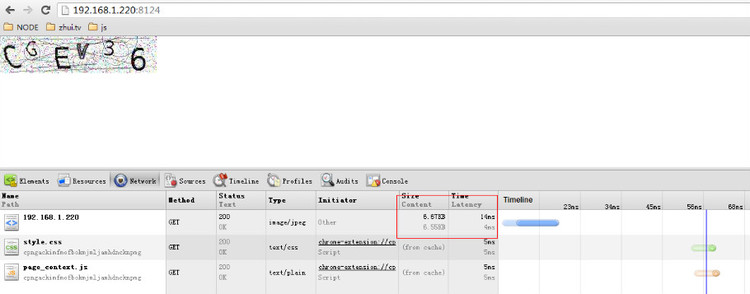 192.168.1.220:8124
NODE zhui.tv js
CGEV36
Elements Resources Network Sources Timeline Profiles Audits Console
Name Method Status Type Initiator Size Time Timeline
Path Text Content Latency
23ms 34ms 45ms 56ms 68ms
192.168.1.220 GET 200 image/jpeg Other 6.67KB 14ms
OK 6.55KB 4ms
style.css GET 200 text/css chrome-extension://cp (from cache) 5ms
cpngackimfmofbokmjmljamhdncknpmg OK Script 5ms
page_context.js GET 200 text/plain chrome-extension://cp (from cache) 5ms
cpngackimfmofbokmjmljamhdncknpmg OK Script 5ms